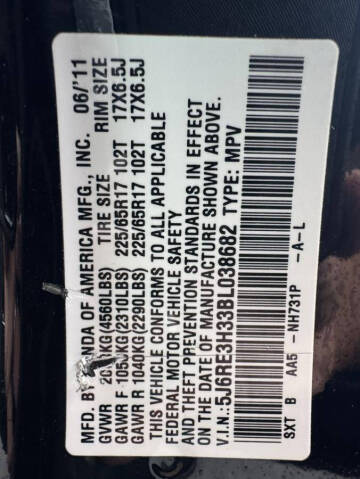 MFD. BY HONDA OF AMERICA MFG., INC. 06/'11
GVWR KG(4560LBS) TIRE SIZE RIM SIZE
GAWR F 1050KG(2310LBS) 225/65R17 102T 17X6.5J
GAWR R 1040KG(2290LBS) 225/65R17 102T 17X6.5J
THIS VEHICLE CONFORMS TO ALL APPLICABLE
FEDERAL MOTOR VEHICLE SAFETY
AND THEFT PREVENTION STANDARDS IN EFFECT
ON THE DATE OF MANUFACTURE SHOWN ABOVE.
V.I.N.:5J6RE3H33BL038682 TYPE: MPV
SXT B AA5 -NH731P -A-L